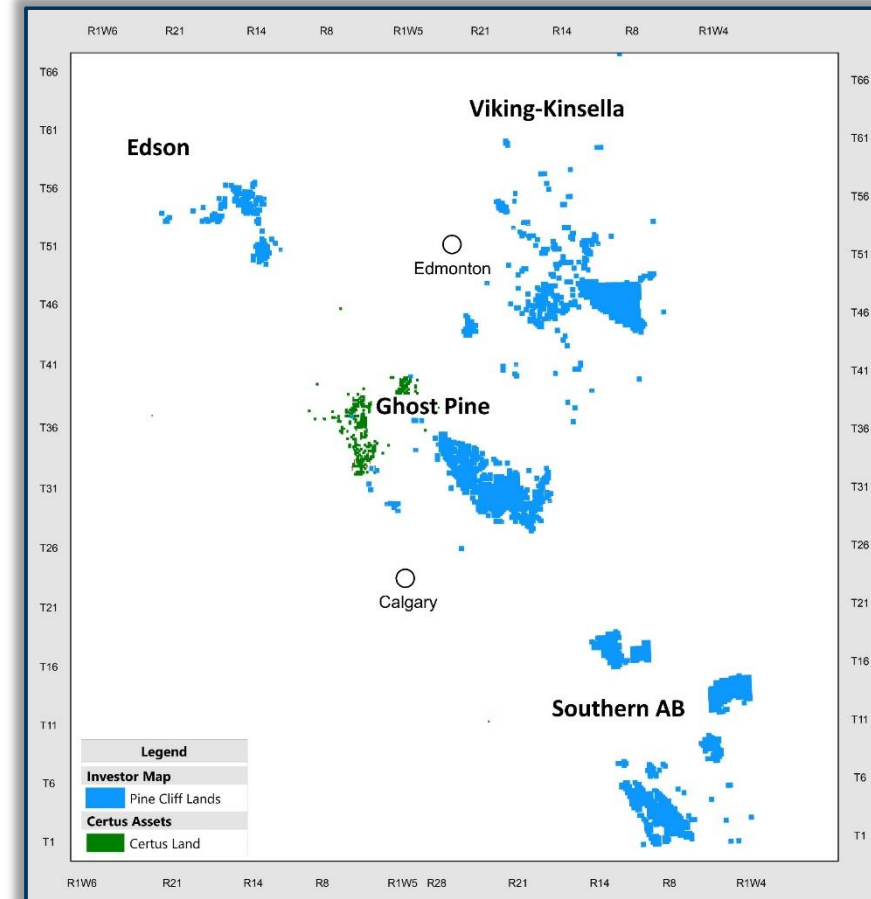 R1W6 R21 R14 R8 R1W5 R21 R14 R8 R1W4
T66 T66
Viking-Kinsella
T61 T61
Edson
T56 T56
T51 T51
Edmonton
T46 T46
T41 T41
Ghost Pine
T36 T36
T31 T31
T26 T26
Calgary
T21 T21
T16 T16
Southern AB
T11 T11
Legend
Investor Map
T6 T6
Pine Cliff Lands
Certus Assets
T1 T1
Certus Land
R1W6 R21 R14 R8 R1W5 R28 R21 R14 R8 R1W4